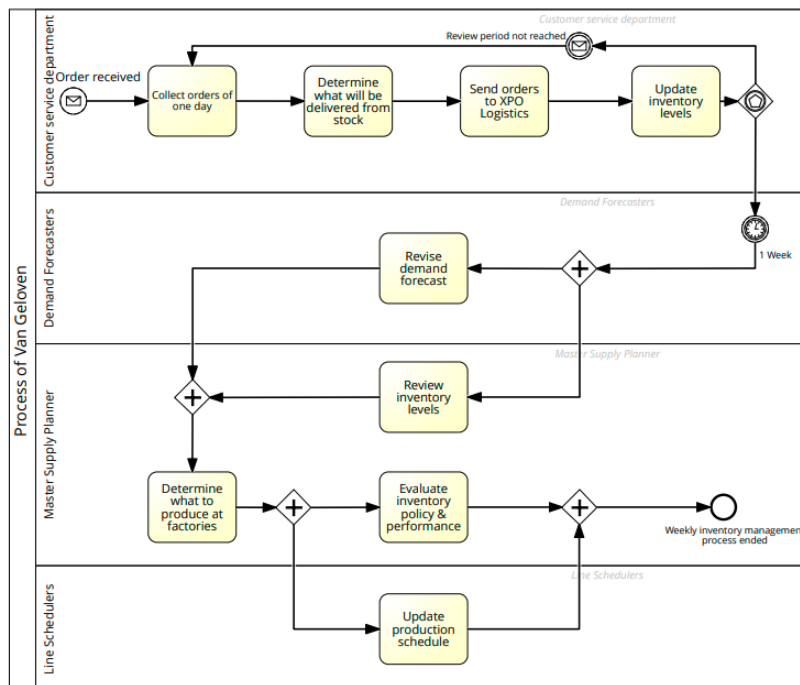 Process of Van Geloven
Customer service department
Customer service department
Order received
Review period not reached
Collect orders of
one day
Determine
what will be
delivered from
stock
Send orders
to XPO
Logistics
Update
inventory
levels
Demand Forecasters
Demand Forecasters
1 Week
Revise
demand
forecast
Master Supply Planner
Master Supply Planner
Review
inventory
levels
Determine
what to
produce at
factories
Evaluate
inventory
policy &
performance
Weekly inventory management
process ended
Line Schedulers
Line Schedulers
Update
production
schedule